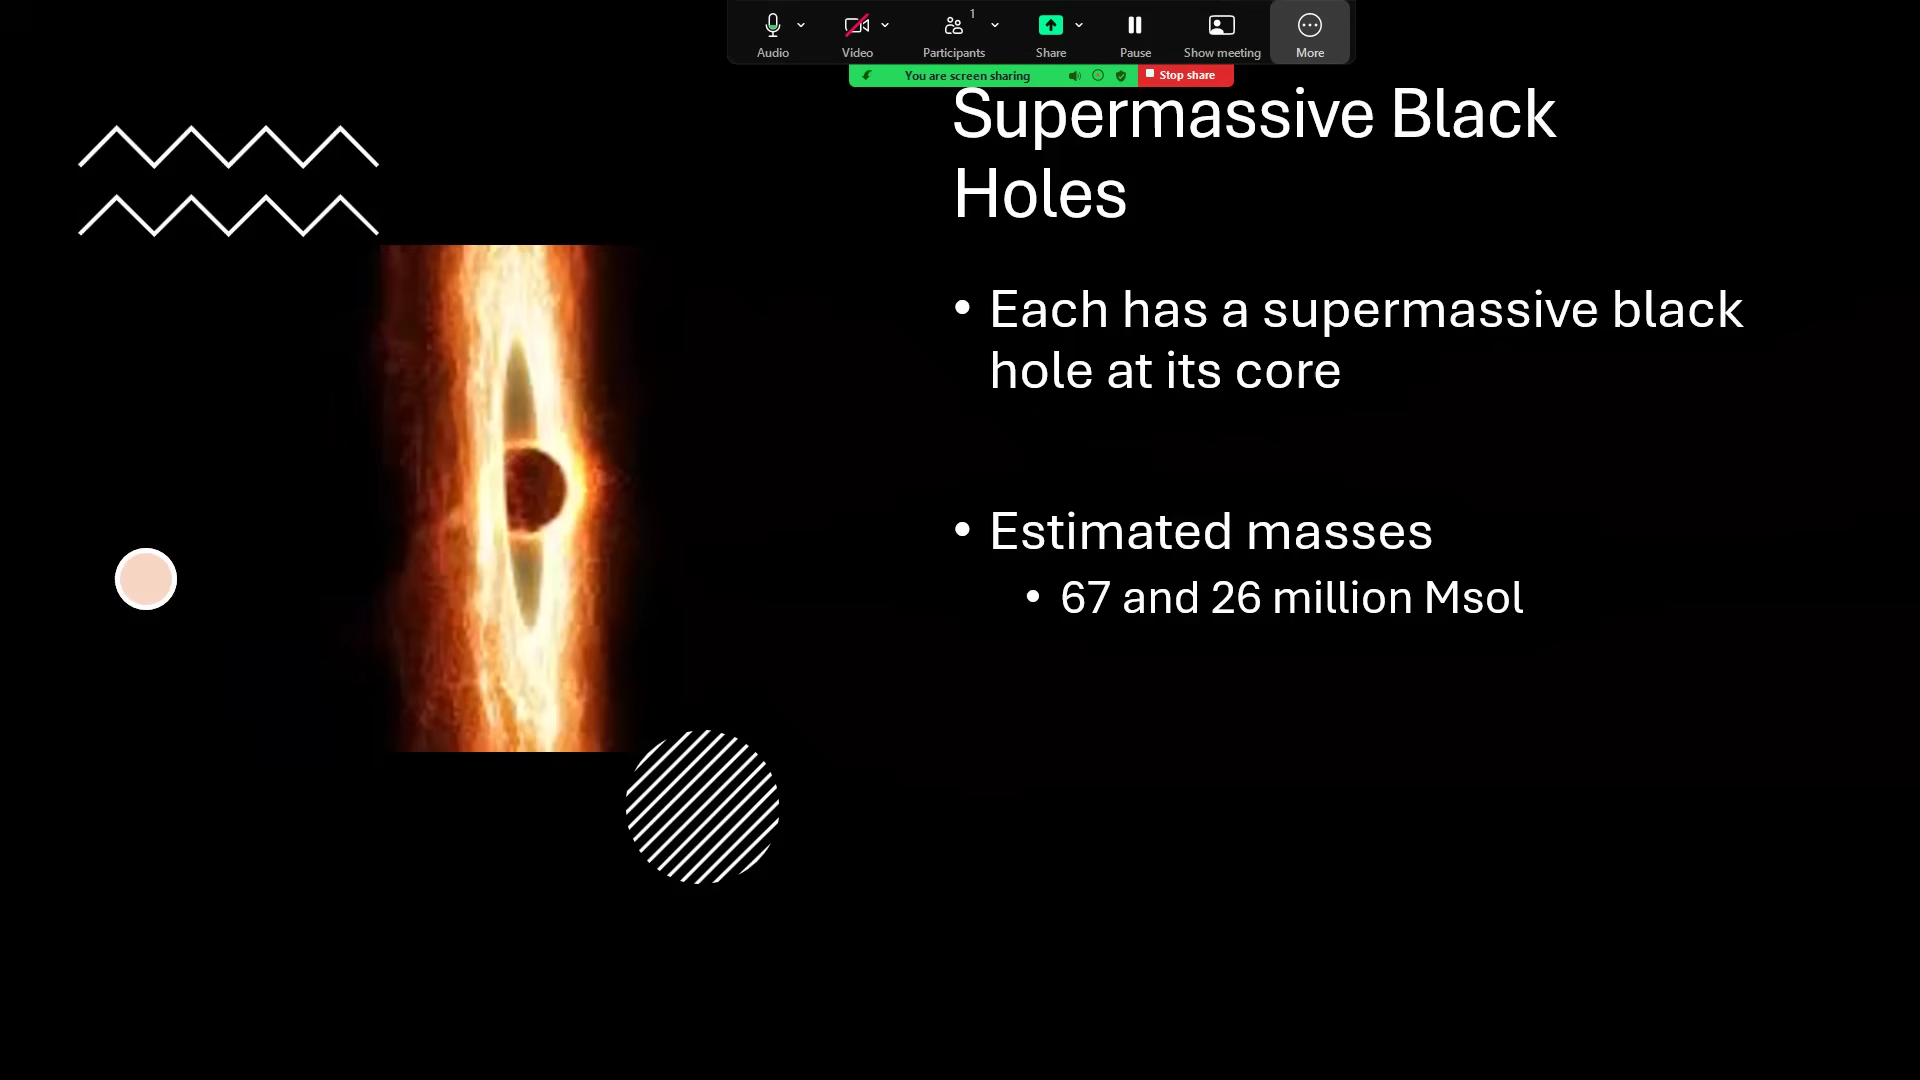 1
Audio
Video
Participants
Share
Pause
Show meeting
More
You are screen sharing
Stop share
Supermassive Black
Holes
• Each has a supermassive black
hole at its core
• Estimated masses
• 67 and 26 million Msol